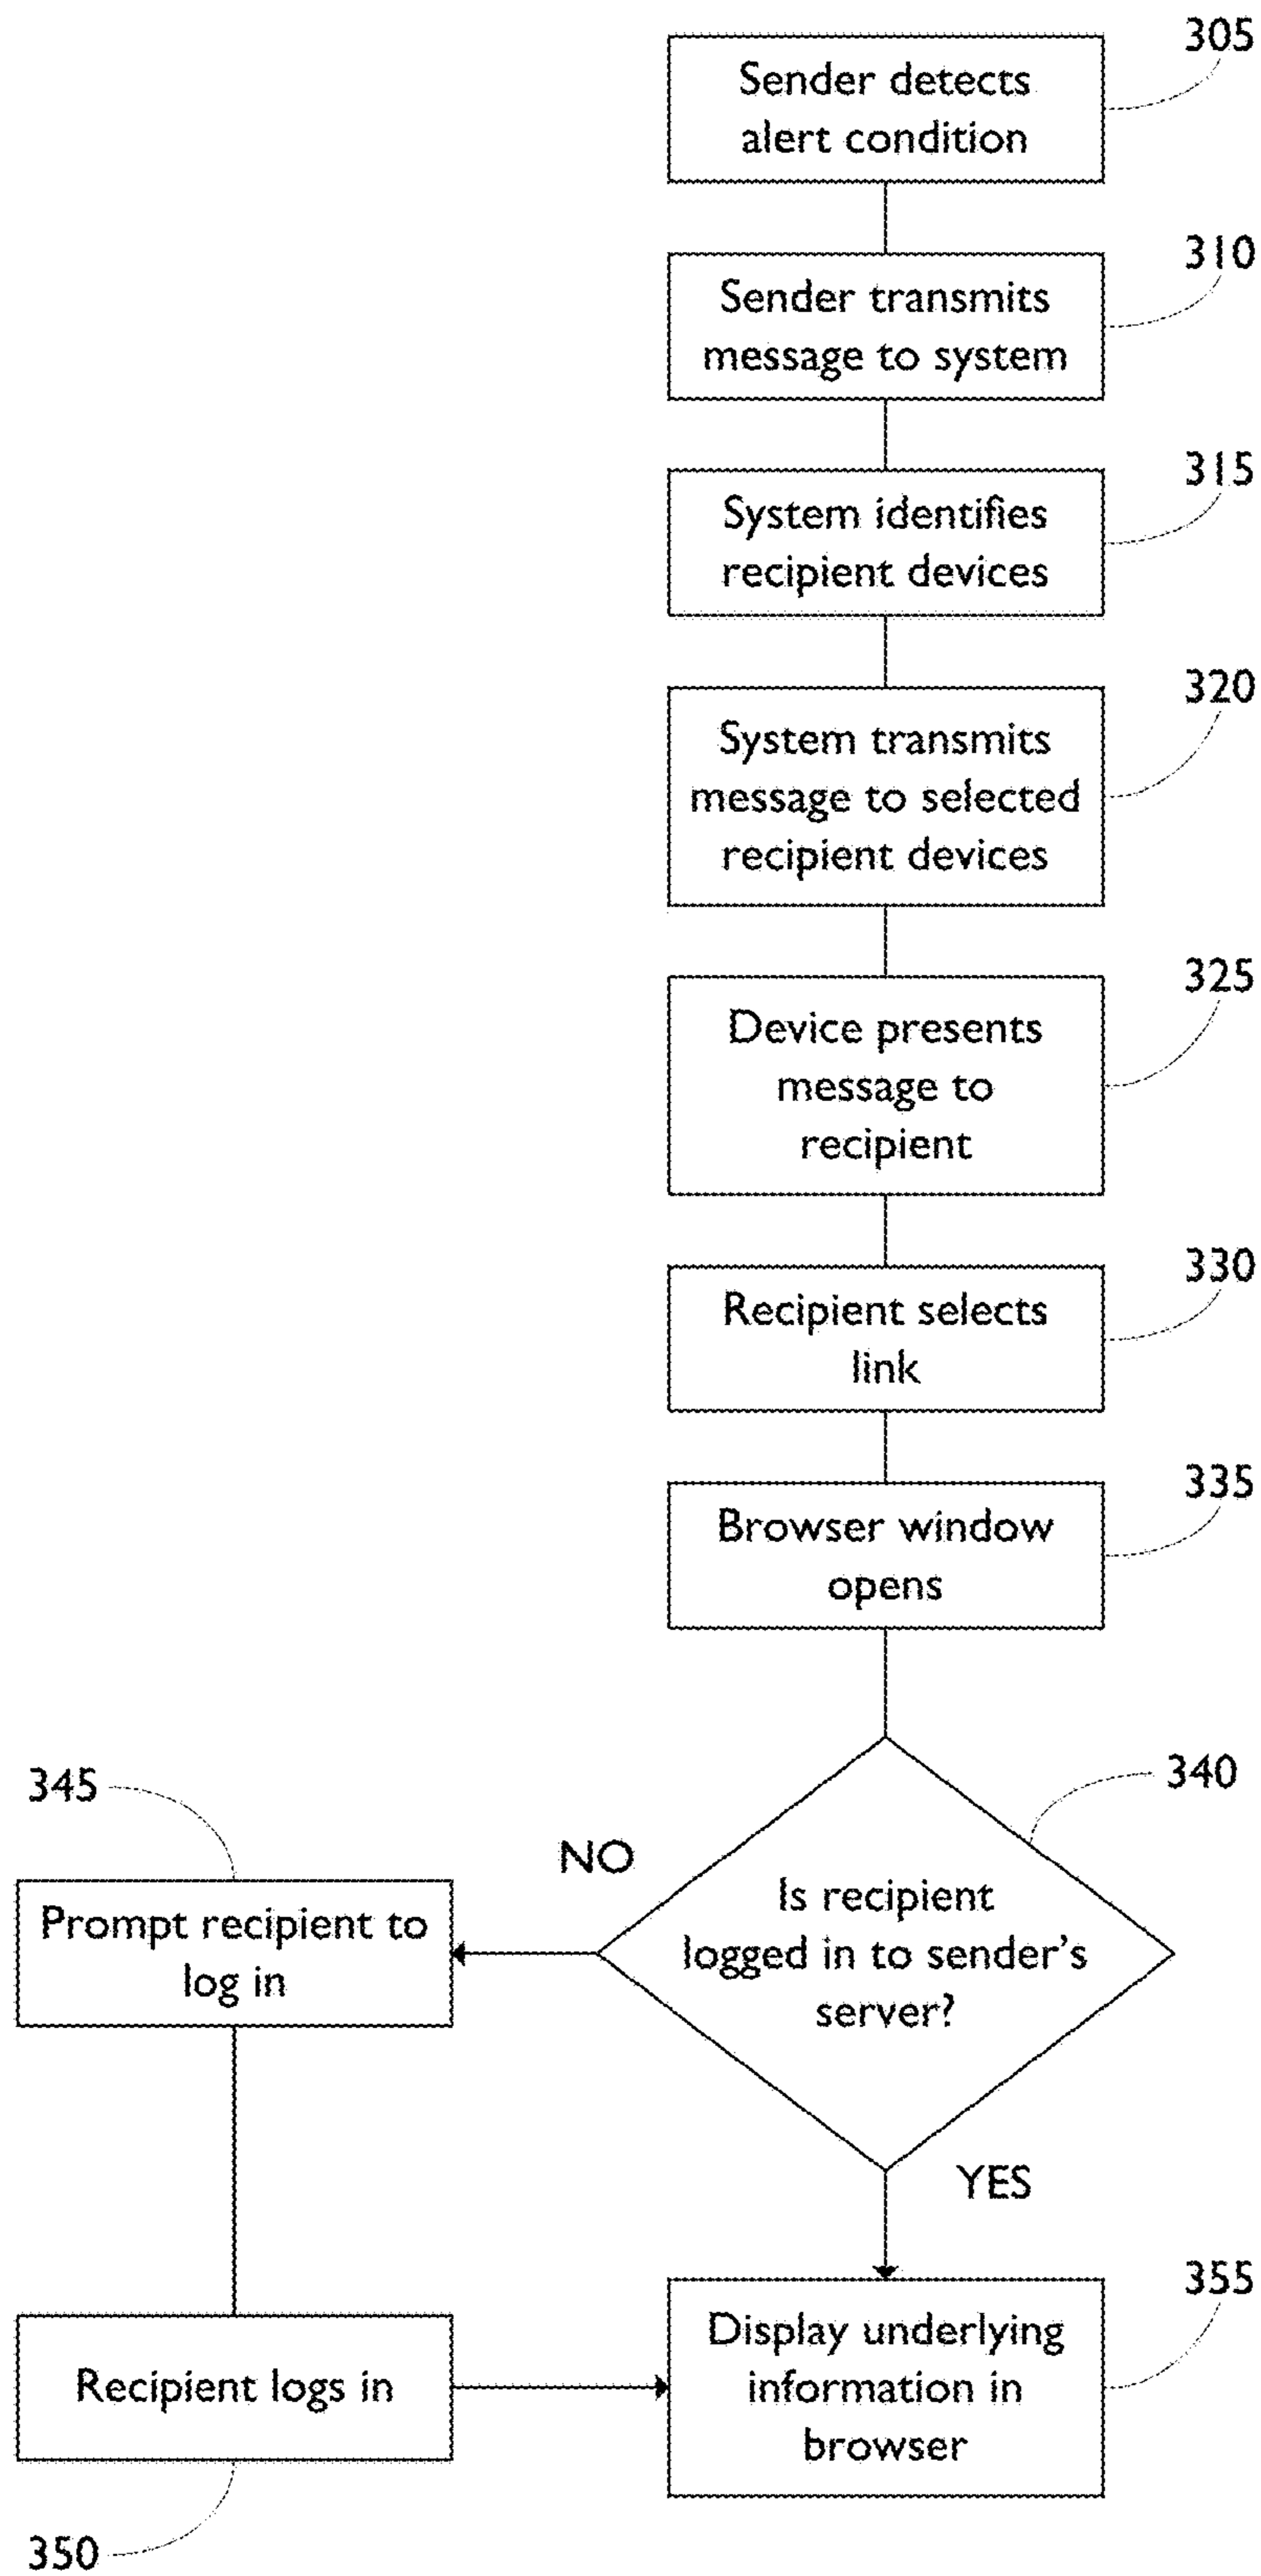 305
Sender detects
alert condition
310
Sender transmits
message to system
315
System identifies
recipient devices
320
System transmits
message to selected
recipient devices
325
Device presents
message to
recipient
330
Recipient selects
link
335
Browser window
opens
340
Is recipient
logged in to sender's
server?
NO
345
Prompt recipient to
log in
YES
355
Display underlying
information in
browser
Recipient logs in
350